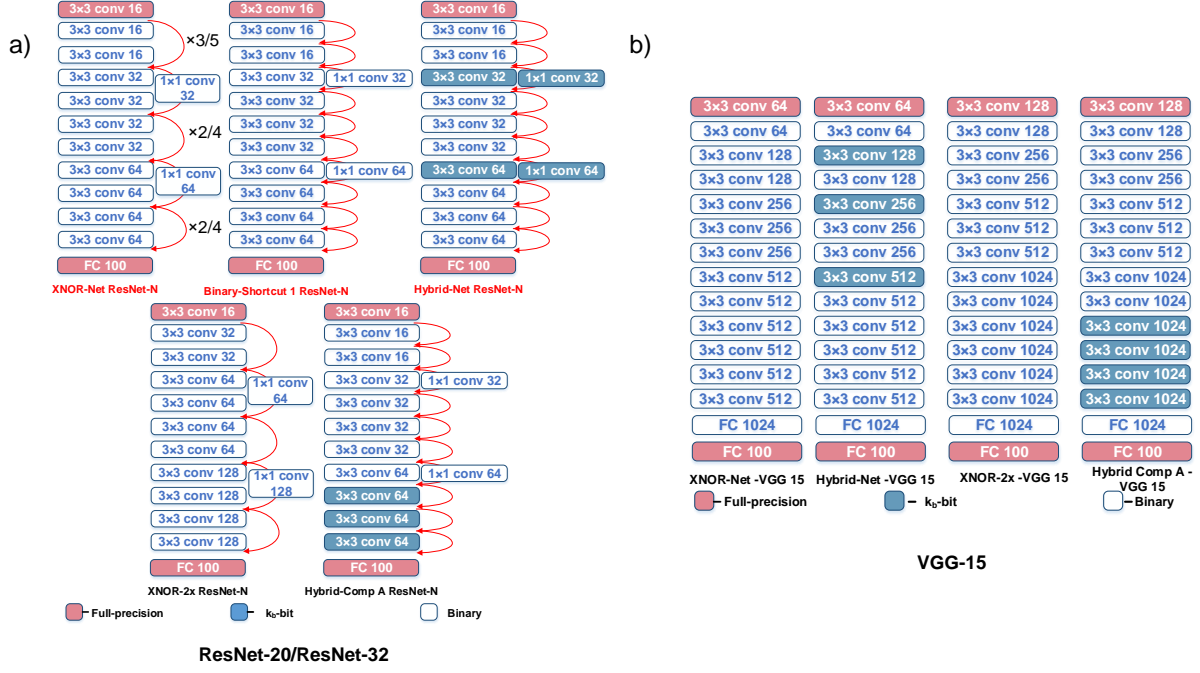 a)
3×3 conv 16
3×3 conv 16
3×3 conv 16
3×3 conv 32
1×1 conv
32
3×3 conv 32
3×3 conv 32
3×3 conv 32
3×3 conv 64
1×1 conv
64
3×3 conv 64
3×3 conv 64
3×3 conv 64
FC 100
×3/5
×2/4
×2/4
XNOR-Net ResNet-N
3×3 conv 16
3×3 conv 16
3×3 conv 16
3×3 conv 32
1×1 conv 32
3×3 conv 32
3×3 conv 32
3×3 conv 32
3×3 conv 64
1×1 conv 64
3×3 conv 64
3×3 conv 64
3×3 conv 64
FC 100
Binary-Shortcut 1 ResNet-N
3×3 conv 16
3×3 conv 16
3×3 conv 16
3×3 conv 32
1×1 conv 32
3×3 conv 32
3×3 conv 32
3×3 conv 32
3×3 conv 64
1×1 conv 64
3×3 conv 64
3×3 conv 64
3×3 conv 64
FC 100
Hybrid-Net ResNet-N
3×3 conv 16
3×3 conv 32
3×3 conv 32
3×3 conv 64
1×1 conv
64
3×3 conv 64
3×3 conv 64
3×3 conv 64
3×3 conv 128
1×1 conv
128
3×3 conv 128
3×3 conv 128
3×3 conv 128
FC 100
XNOR-2x ResNet-N
3×3 conv 16
3×3 conv 16
3×3 conv 16
3×3 conv 32
1×1 conv 32
3×3 conv 32
3×3 conv 32
3×3 conv 32
3×3 conv 64
1×1 conv 64
3×3 conv 64
3×3 conv 64
3×3 conv 64
FC 100
Hybrid-Comp A ResNet-N
Full-precision
k_b-bit
Binary
ResNet-20/ResNet-32
b)
3×3 conv 64
3×3 conv 64
3×3 conv 128
3×3 conv 128
3×3 conv 256
3×3 conv 256
3×3 conv 256
3×3 conv 512
3×3 conv 512
3×3 conv 512
3×3 conv 512
3×3 conv 512
3×3 conv 512
FC 1024
FC 100
XNOR-Net -VGG 15
3×3 conv 64
3×3 conv 64
3×3 conv 128
3×3 conv 128
3×3 conv 256
3×3 conv 256
3×3 conv 256
3×3 conv 512
3×3 conv 512
3×3 conv 512
3×3 conv 512
3×3 conv 512
3×3 conv 512
FC 1024
FC 100
Hybrid-Net -VGG 15
3×3 conv 128
3×3 conv 128
3×3 conv 256
3×3 conv 256
3×3 conv 512
3×3 conv 512
3×3 conv 512
3×3 conv 1024
3×3 conv 1024
3×3 conv 1024
3×3 conv 1024
3×3 conv 1024
3×3 conv 1024
FC 1024
FC 100
XNOR-2x -VGG 15
3×3 conv 128
3×3 conv 128
3×3 conv 256
3×3 conv 256
3×3 conv 512
3×3 conv 512
3×3 conv 512
3×3 conv 1024
3×3 conv 1024
3×3 conv 1024
3×3 conv 1024
3×3 conv 1024
3×3 conv 1024
FC 1024
FC 100
Hybrid Comp A -
VGG 15
Full-precision
k_b-bit
Binary
VGG-15